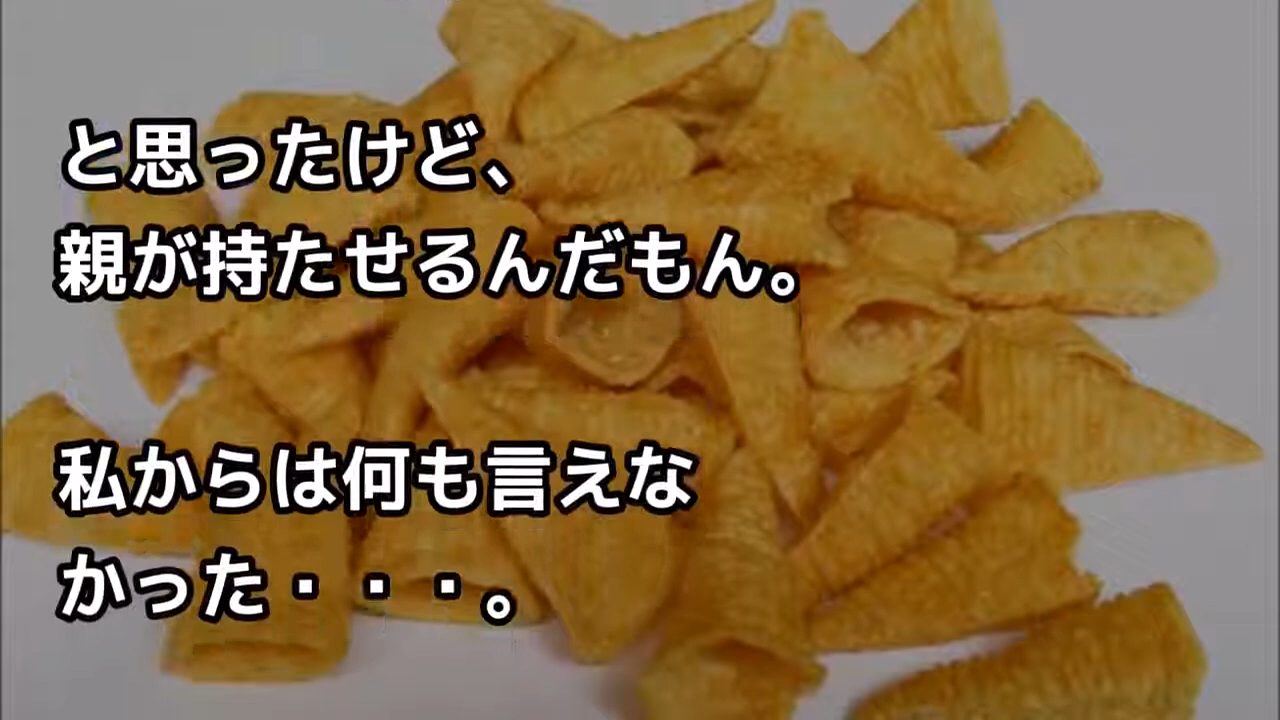 と思ったけど、
親が持たせるんだもん。
私からは何も言えな
かった・・・。